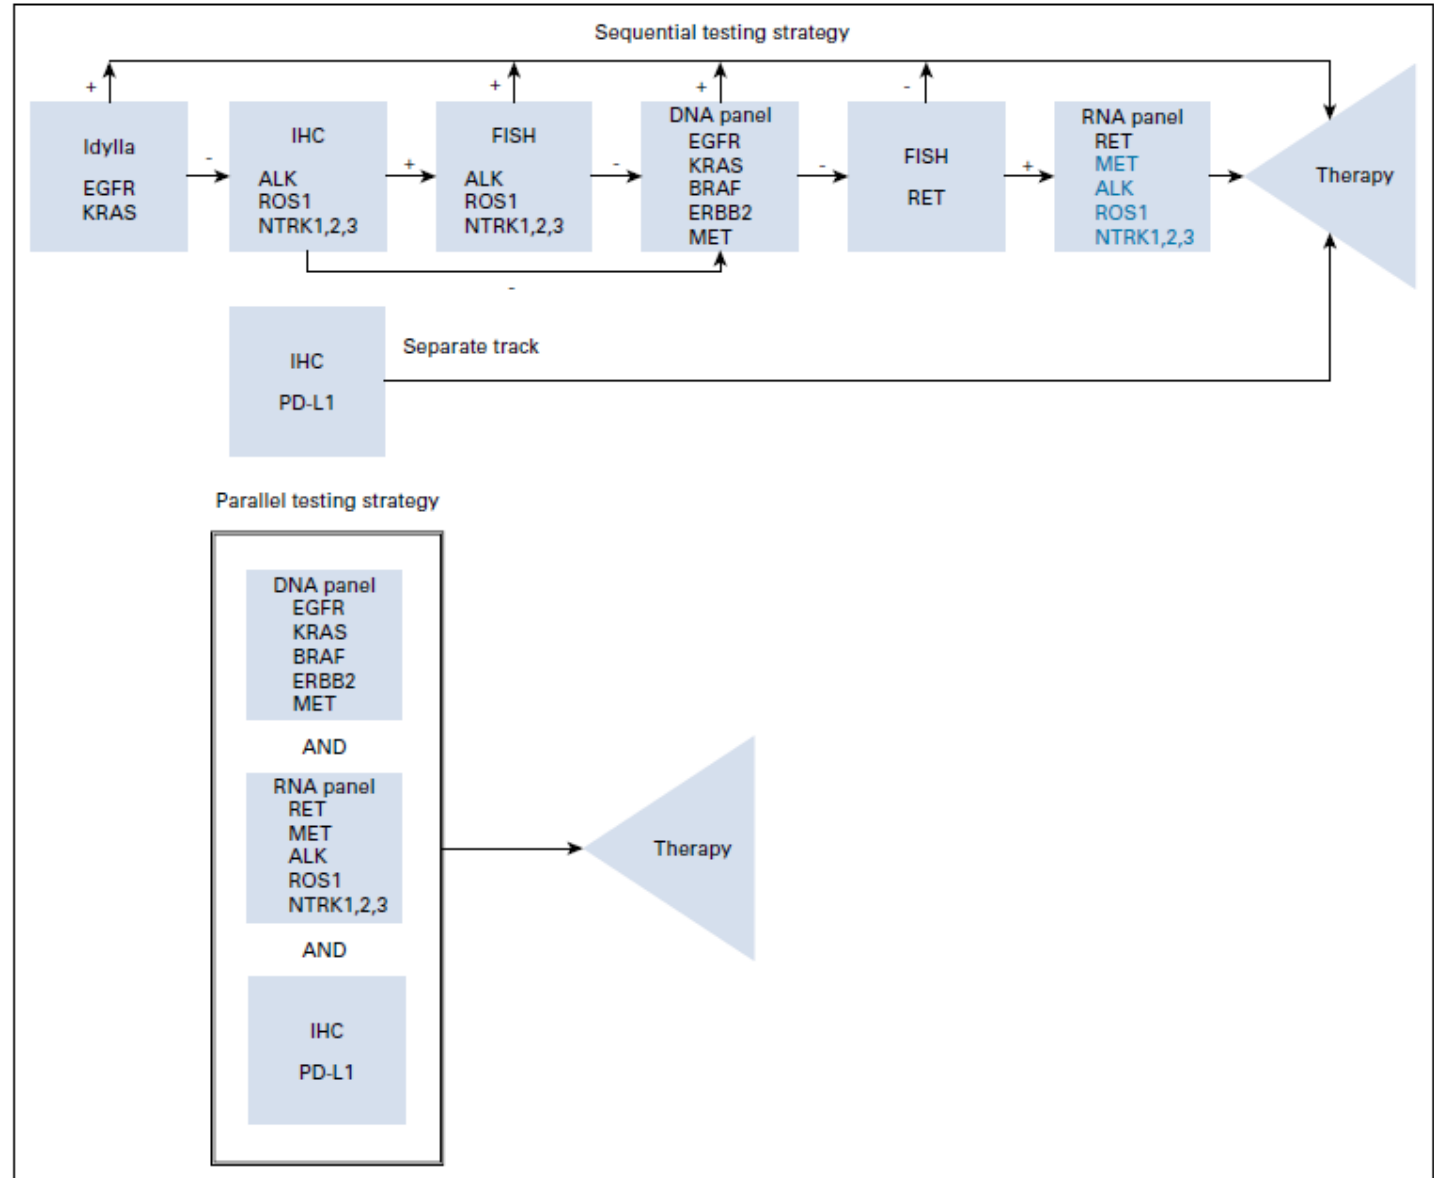 Sequential testing strategy
+
Idylla
EGFR
KRAS
-
IHC
ALK
ROS1
NTRK1,2,3
+
-
+
FISH
ALK
ROS1
NTRK1,2,3
-
+
DNA panel
EGFR
KRAS
BRAF
ERBB2
MET
-
-
FISH
RET
+
RNA panel
RET
MET
ALK
ROS1
NTRK1,2,3
Therapy
IHC
PD-L1
Separate track
Parallel testing strategy
DNA panel
EGFR
KRAS
BRAF
ERBB2
MET
AND
RNA panel
RET
MET
ALK
ROS1
NTRK1,2,3
AND
IHC
PD-L1
Therapy